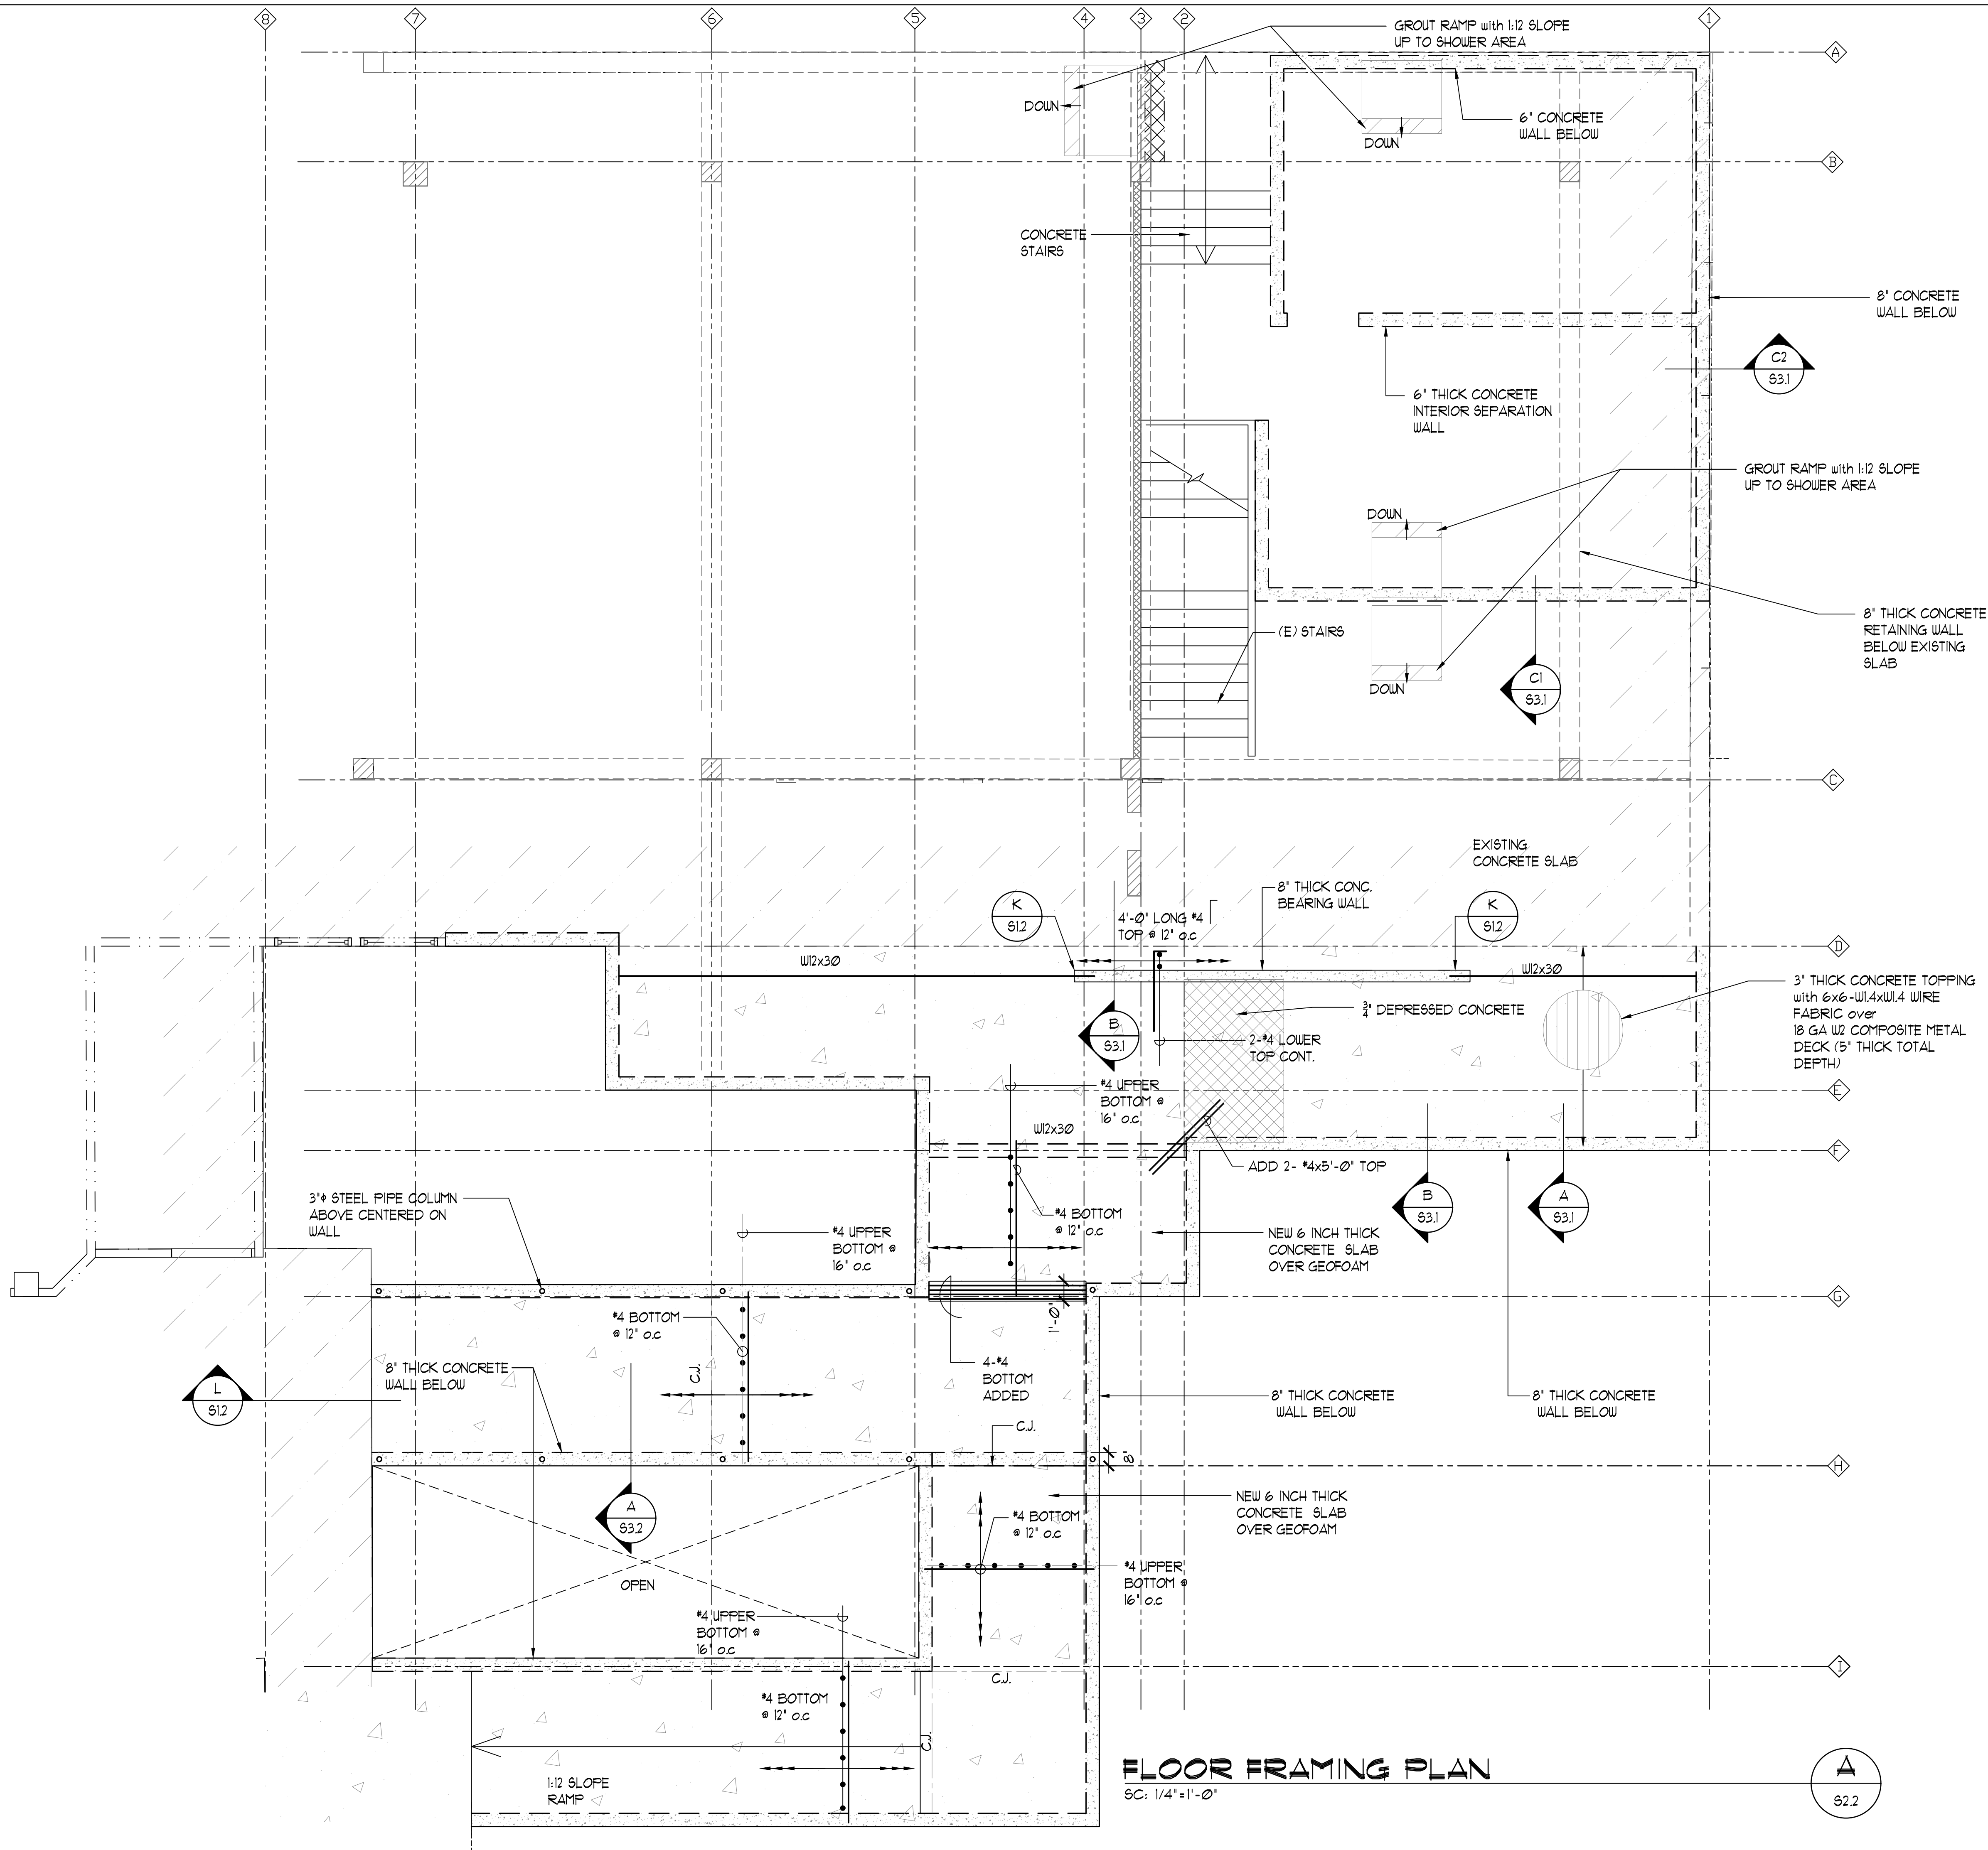 8
7
6
5
4
3
2
1
GROUT RAMP with 1:12 SLOPE
UP TO SHOWER AREA
A
DOWN
6" CONCRETE
WALL BELOW
DOWN
B
CONCRETE
STAIRS
8" CONCRETE
WALL BELOW
C2
S3.1
6" THICK CONCRETE
INTERIOR SEPARATION
WALL
GROUT RAMP with 1:12 SLOPE
UP TO SHOWER AREA
DOWN
8" THICK CONCRETE
RETAINING WALL
BELOW EXISTING
SLAB
(E) STAIRS
C1
S3.1
DOWN
C
EXISTING
CONCRETE SLAB
8" THICK CONC.
BEARING WALL
K
S1.2
4'-0" LONG #4
TOP @ 12" o.c
K
S1.2
D
W12x30
W12x30
3" THICK CONCRETE TOPPING
with 6x6-W1.4xW1.4 WIRE
FABRIC over
18 GA W2 COMPOSITE METAL
DECK (5" THICK TOTAL
DEPTH)
3/4" DEPRESSED CONCRETE
B
S3.1
2-#4 LOWER
TOP CONT.
#4 UPPER
BOTTOM @
16" o.c
E
W12x30
F
ADD 2- #4x5'-0" TOP
3"φ STEEL PIPE COLUMN
ABOVE CENTERED ON
WALL
B
S3.1
A
S3.1
#4 BOTTOM
@ 12" o.c
#4 UPPER
BOTTOM @
16" o.c
NEW 6 INCH THICK
CONCRETE SLAB
OVER GEOFOAM
G
1'-0"
#4 BOTTOM
@ 12" o.c
8" THICK CONCRETE
WALL BELOW
C.J.
4-#4
BOTTOM
ADDED
L
S1.2
8" THICK CONCRETE
WALL BELOW
8" THICK CONCRETE
WALL BELOW
C.J.
8"
H
A
S3.2
NEW 6 INCH THICK
CONCRETE SLAB
OVER GEOFOAM
#4 BOTTOM
@ 12" o.c
OPEN
#4 UPPER
BOTTOM @
16" o.c
#4 UPPER
BOTTOM @
16" o.c
I
C.J.
#4 BOTTOM
@ 12" o.c
C.J.
1:12 SLOPE
RAMP
FLOOR FRAMING PLAN
SC: 1/4"=1'-0"
A
S2.2